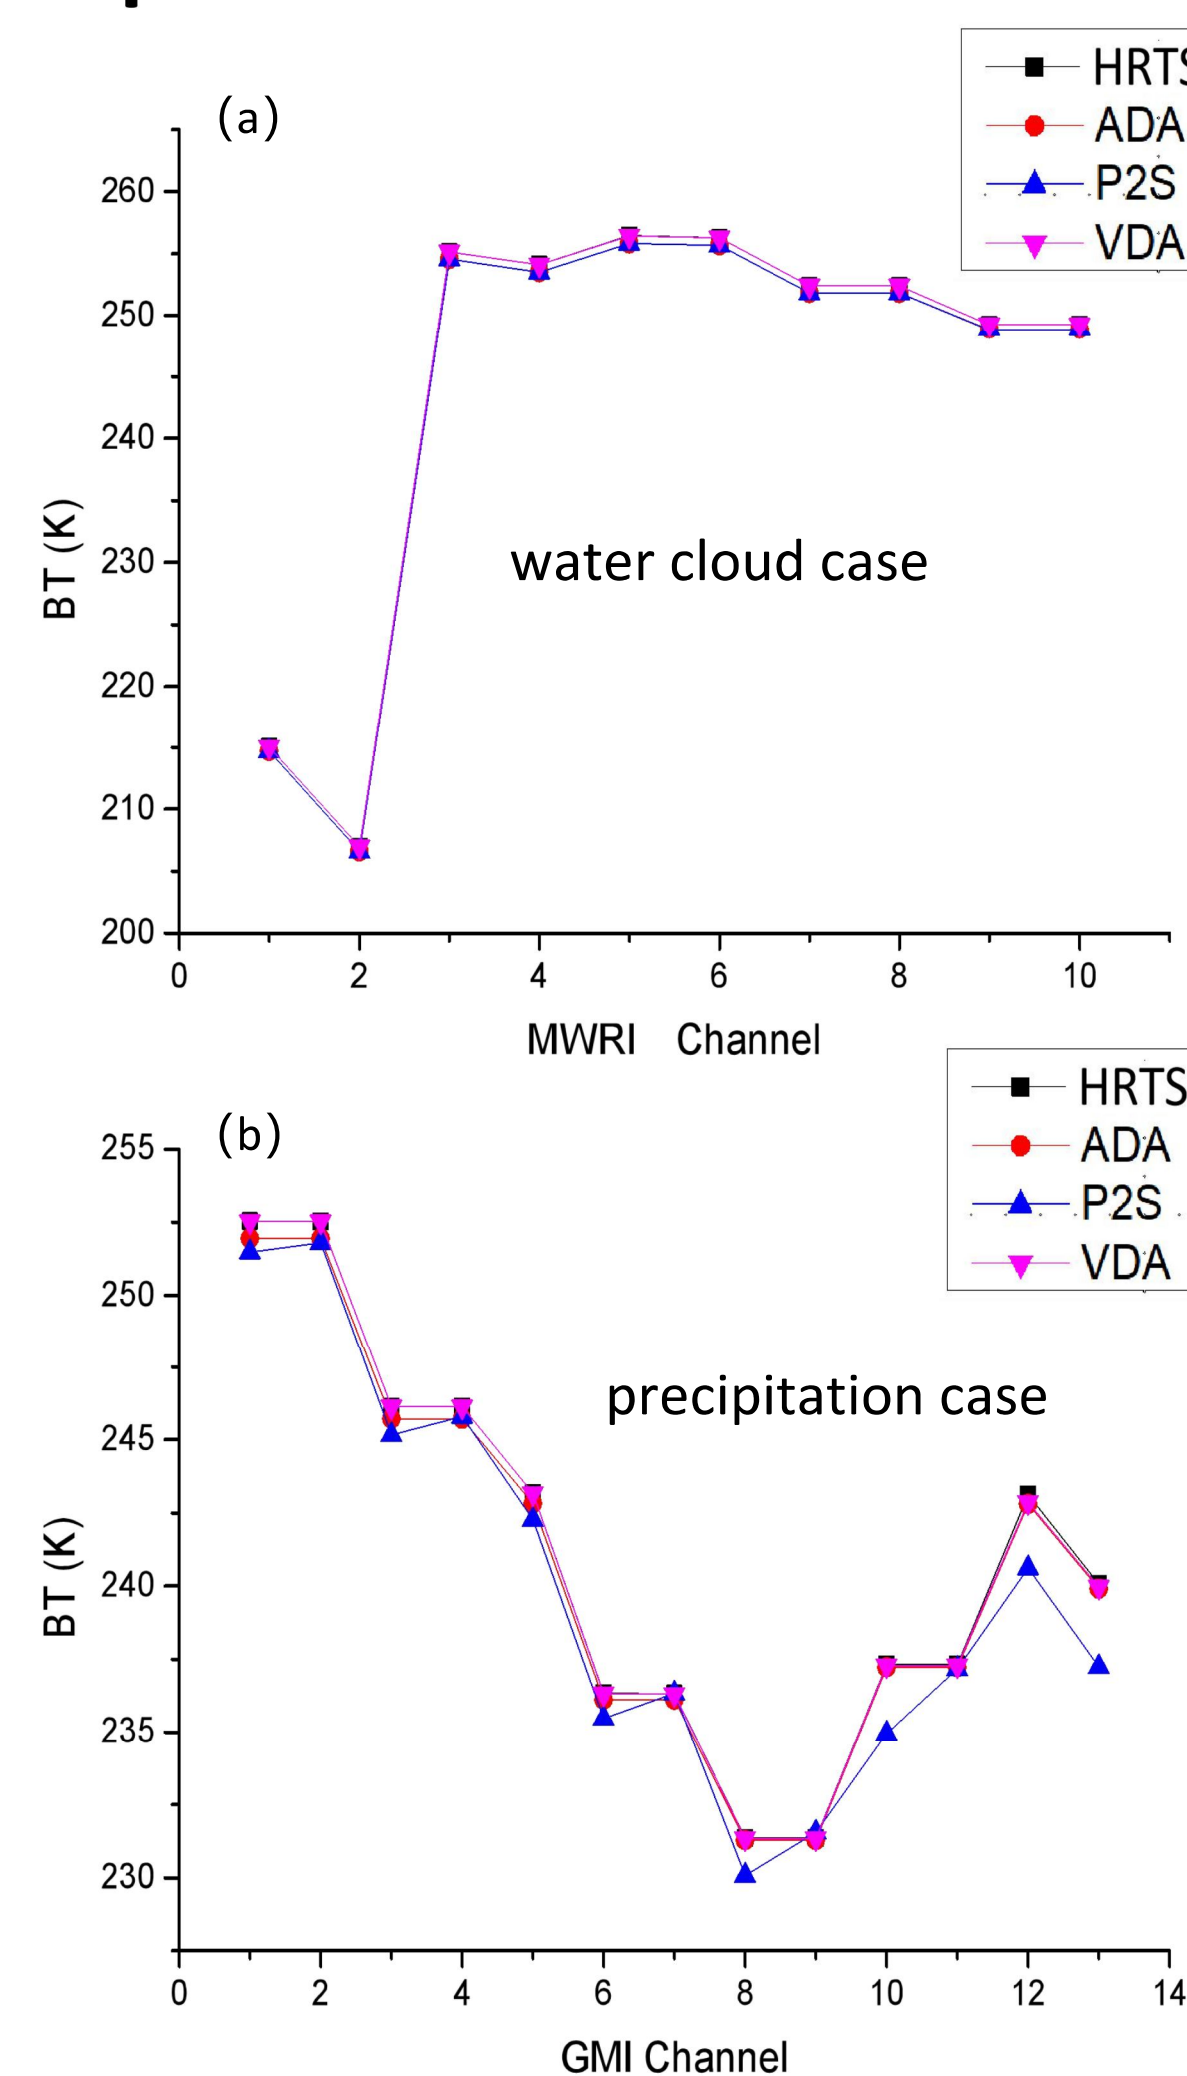 (a)
HRTS
ADA
P2S
VDA
260
250
240
230
220
210
200
BT (K)
water cloud case
0 2 4 6 8 10
MWRI Channel
(b)
HRTS
ADA
P2S
VDA
255
250
245
240
235
230
BT (K)
precipitation case
0 2 4 6 8 10 12 14
GMI Channel